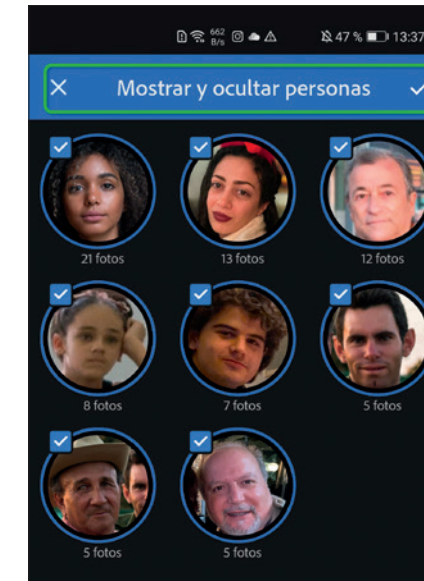 662 B/s 47 % 13:37
Mostrar y ocultar personas
21 fotos 13 fotos 12 fotos
8 fotos 7 fotos 5 fotos
5 fotos 5 fotos